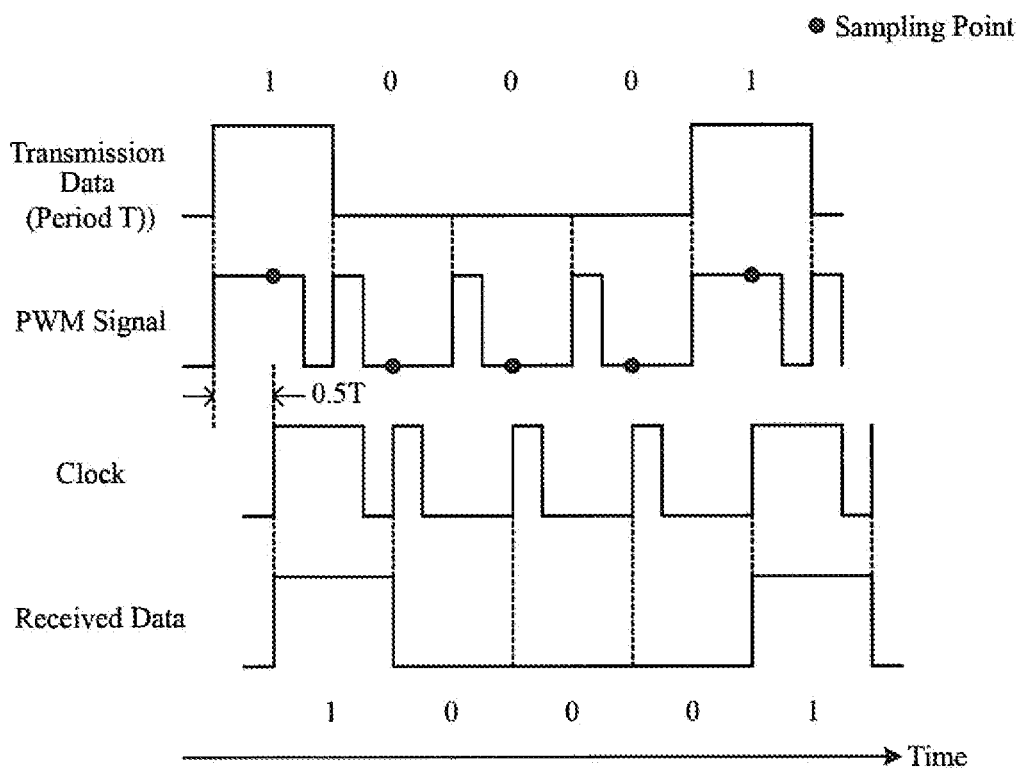 Sampling Point
1 0 0 0 1
Transmission
Data
(Period T))
PWM Signal
0.5T
Clock
Received Data
1 0 0 0 1
Time